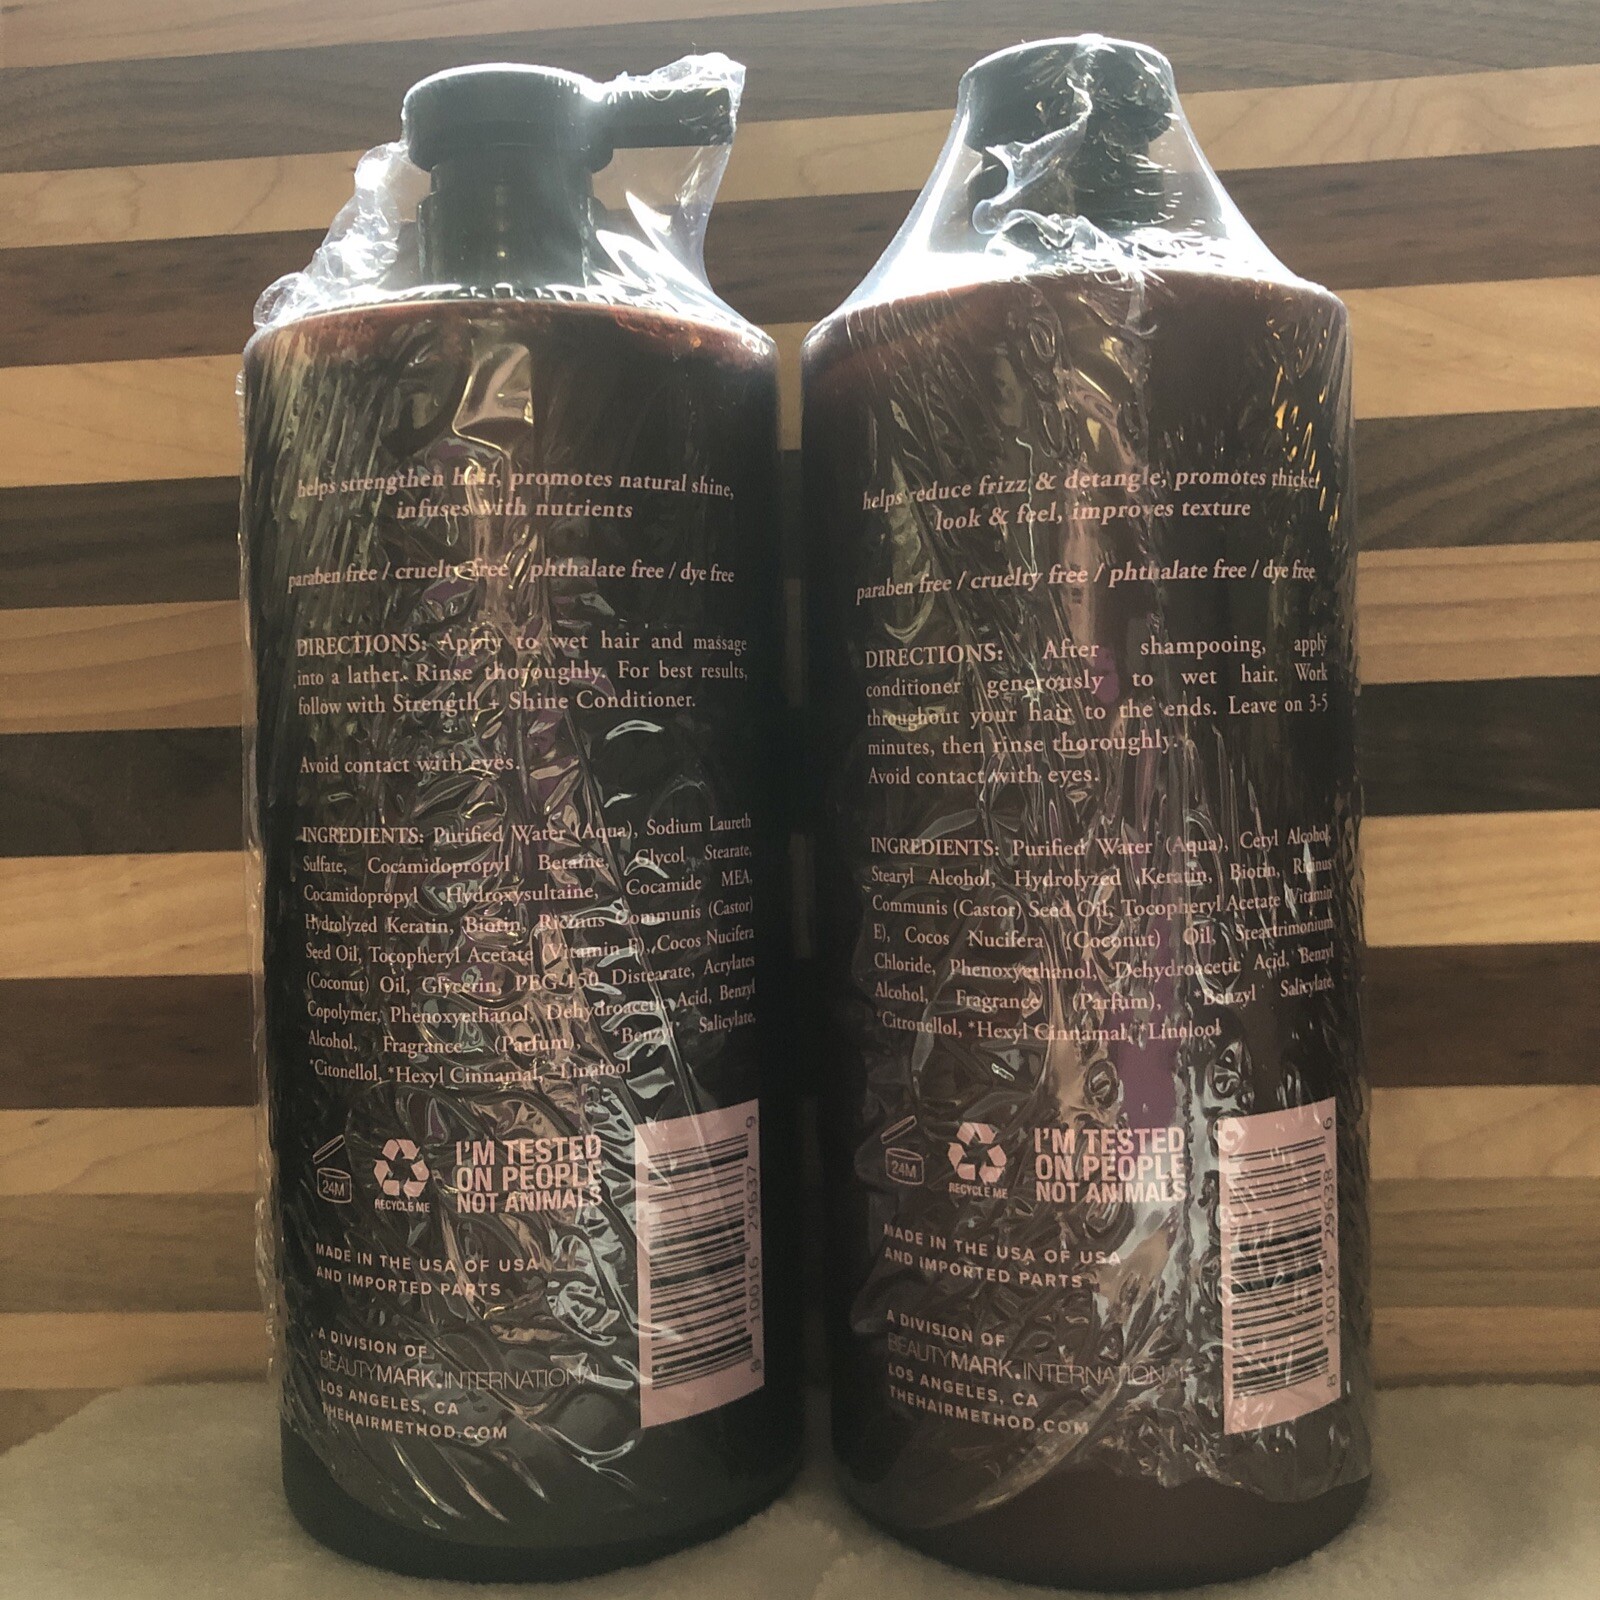 helps strengthen hair, promotes natural shine,
infuses with nutrients
paraben free / cruelty free / phthalate free / dye free
DIRECTIONS: Apply to wet hair and massage
into a lather. Rinse thoroughly. For best results,
follow with Strength + Shine Conditioner.
Avoid contact with eyes.
INGREDIENTS: Purified Water (Aqua), Sodium Laureth
Sulfate, Cocamidopropyl Betaine, Glycol Stearate,
Cocamidopropyl Hydroxysultaine, Cocamide MEA,
Hydrolyzed Keratin, Biotin, Ricinus Communis (Castor)
Seed Oil, Tocopheryl Acetate (Vitamin E), Cocos Nucifera
(Coconut) Oil, Glycerin, PEG-150 Distearate, Acrylates
Copolymer, Phenoxyethanol, Dehydroacetic Acid, Benzyl
Alcohol, Fragrance (Parfum), *Benzyl Salicylate,
*Citonellol, *Hexyl Cinnamal, *Linalool
24M
RECYCLE ME
I'M TESTED
ON PEOPLE
NOT ANIMALS
MADE IN THE USA OF USA
AND IMPORTED PARTS
A DIVISION OF
BEAUTYMARK.INTERNATIONAL
LOS ANGELES, CA
THEHAIRMETHOD.COM
8 10016 29637 9
helps reduce frizz & detangle, promotes thicker
look & feel, improves texture
paraben free / cruelty free / phthalate free / dye free
DIRECTIONS: After shampooing, apply
conditioner generously to wet hair. Work
throughout your hair to the ends. Leave on 3-5
minutes, then rinse thoroughly.
Avoid contact with eyes.
INGREDIENTS: Purified Water (Aqua), Cetyl Alcohol,
Stearyl Alcohol, Hydrolyzed Keratin, Biotin, Ricinus
Communis (Castor) Seed Oil, Tocopheryl Acetate (Vitamin
E), Cocos Nucifera (Coconut) Oil, Steartrimonium
Chloride, Phenoxyethanol, Dehydroacetic Acid, Benzyl
Alcohol, Fragrance (Parfum), *Benzyl Salicylate,
*Citronellol, *Hexyl Cinnamal, *Linalool
24M
RECYCLE ME
I'M TESTED
ON PEOPLE
NOT ANIMALS
MADE IN THE USA OF USA
AND IMPORTED PARTS
A DIVISION OF
BEAUTYMARK.INTERNATIONAL
LOS ANGELES, CA
THEHAIRMETHOD.COM
8 10016 29638 6